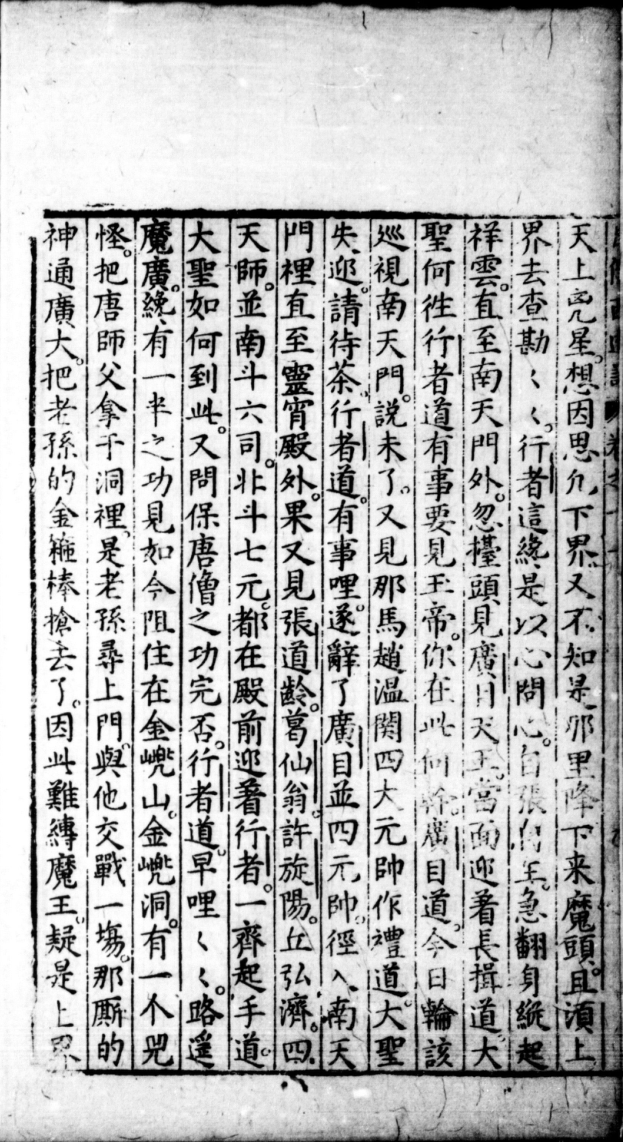 天上兇星。想因思凡下界又不知是那里降下来魔頭。且須上
界去查勘〱〱。行者這纔是以心問心。自張自主。急翻身縱起
祥雲。直至南天門外。忽擡頭見廣目天王。當面迎着長揖道。大
聖何徃。行者道。有事要見玉帝。你在此何幹。廣目道。今日輪該
巡視南天門。說未了。又見那馬趙溫関四大元帥作禮道。大聖
失迎。請待茶。行者道。有事哩。遂辭了廣目並四元帥。徑入南天
門裡。直至靈宵殿外。果又見張道齡。葛仙翁。許旋陽。丘弘濟。四
天師。並南斗六司。北斗七元。都在殿前迎着行者。一齊起手道。
大聖如何到此。又問保唐僧之功完否。行者道。早哩〱〱。路遥
魔廣。纔有一半之功見如今阻住在金𡷗山。金𡷗洞。有一个兕
怪。把唐師父拿于洞裡。是老孫尋上門。與他交戰一塲。那厮的
神通廣大。把老孫的金箍棒搶去了。因此難縛魔王。疑是上界